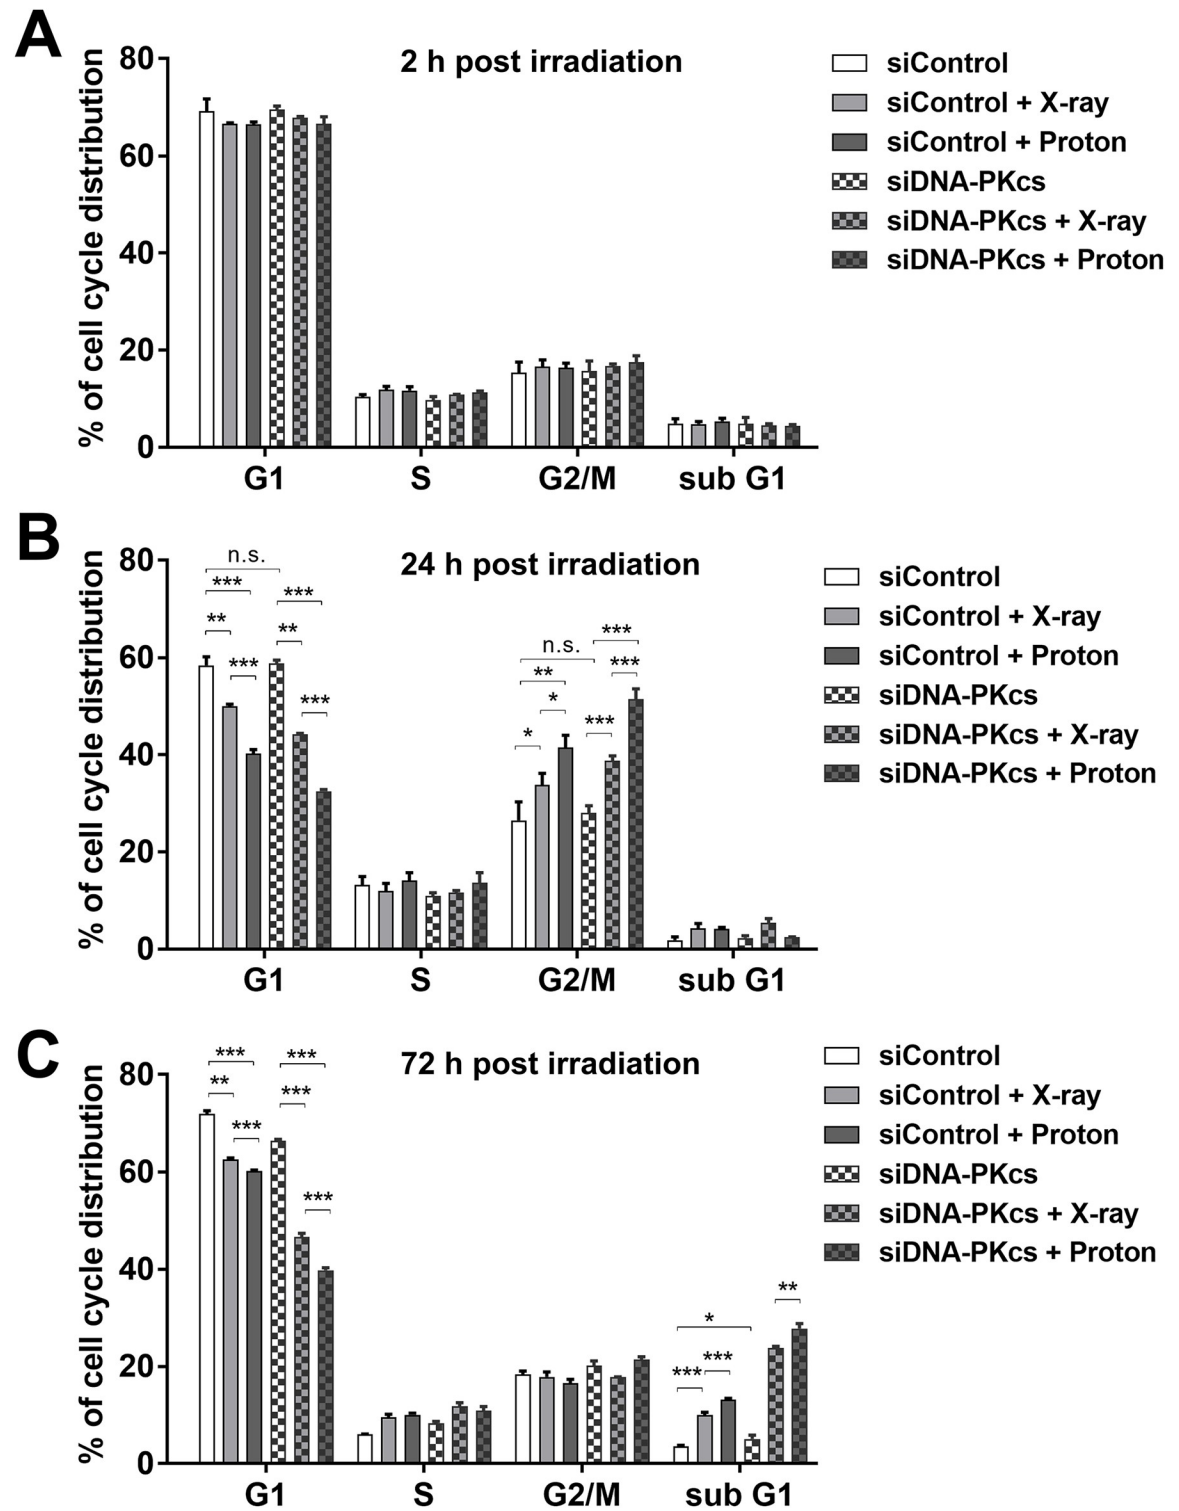 A
2 h post irradiation
% of cell cycle distribution
80
60
40
20
0
G1 S G2/M sub G1
siControl
siControl + X-ray
siControl + Proton
siDNA-PKcs
siDNA-PKcs + X-ray
siDNA-PKcs + Proton
B
24 h post irradiation
% of cell cycle distribution
80
60
40
20
0
n.s.
***
***
**
**
***
***
n.s.
***
**
***
*
***
*
G1 S G2/M sub G1
siControl
siControl + X-ray
siControl + Proton
siDNA-PKcs
siDNA-PKcs + X-ray
siDNA-PKcs + Proton
C
72 h post irradiation
% of cell cycle distribution
80
60
40
20
0
*** ***
**
***
***
***
**
*
***
***
G1 S G2/M sub G1
siControl
siControl + X-ray
siControl + Proton
siDNA-PKcs
siDNA-PKcs + X-ray
siDNA-PKcs + Proton